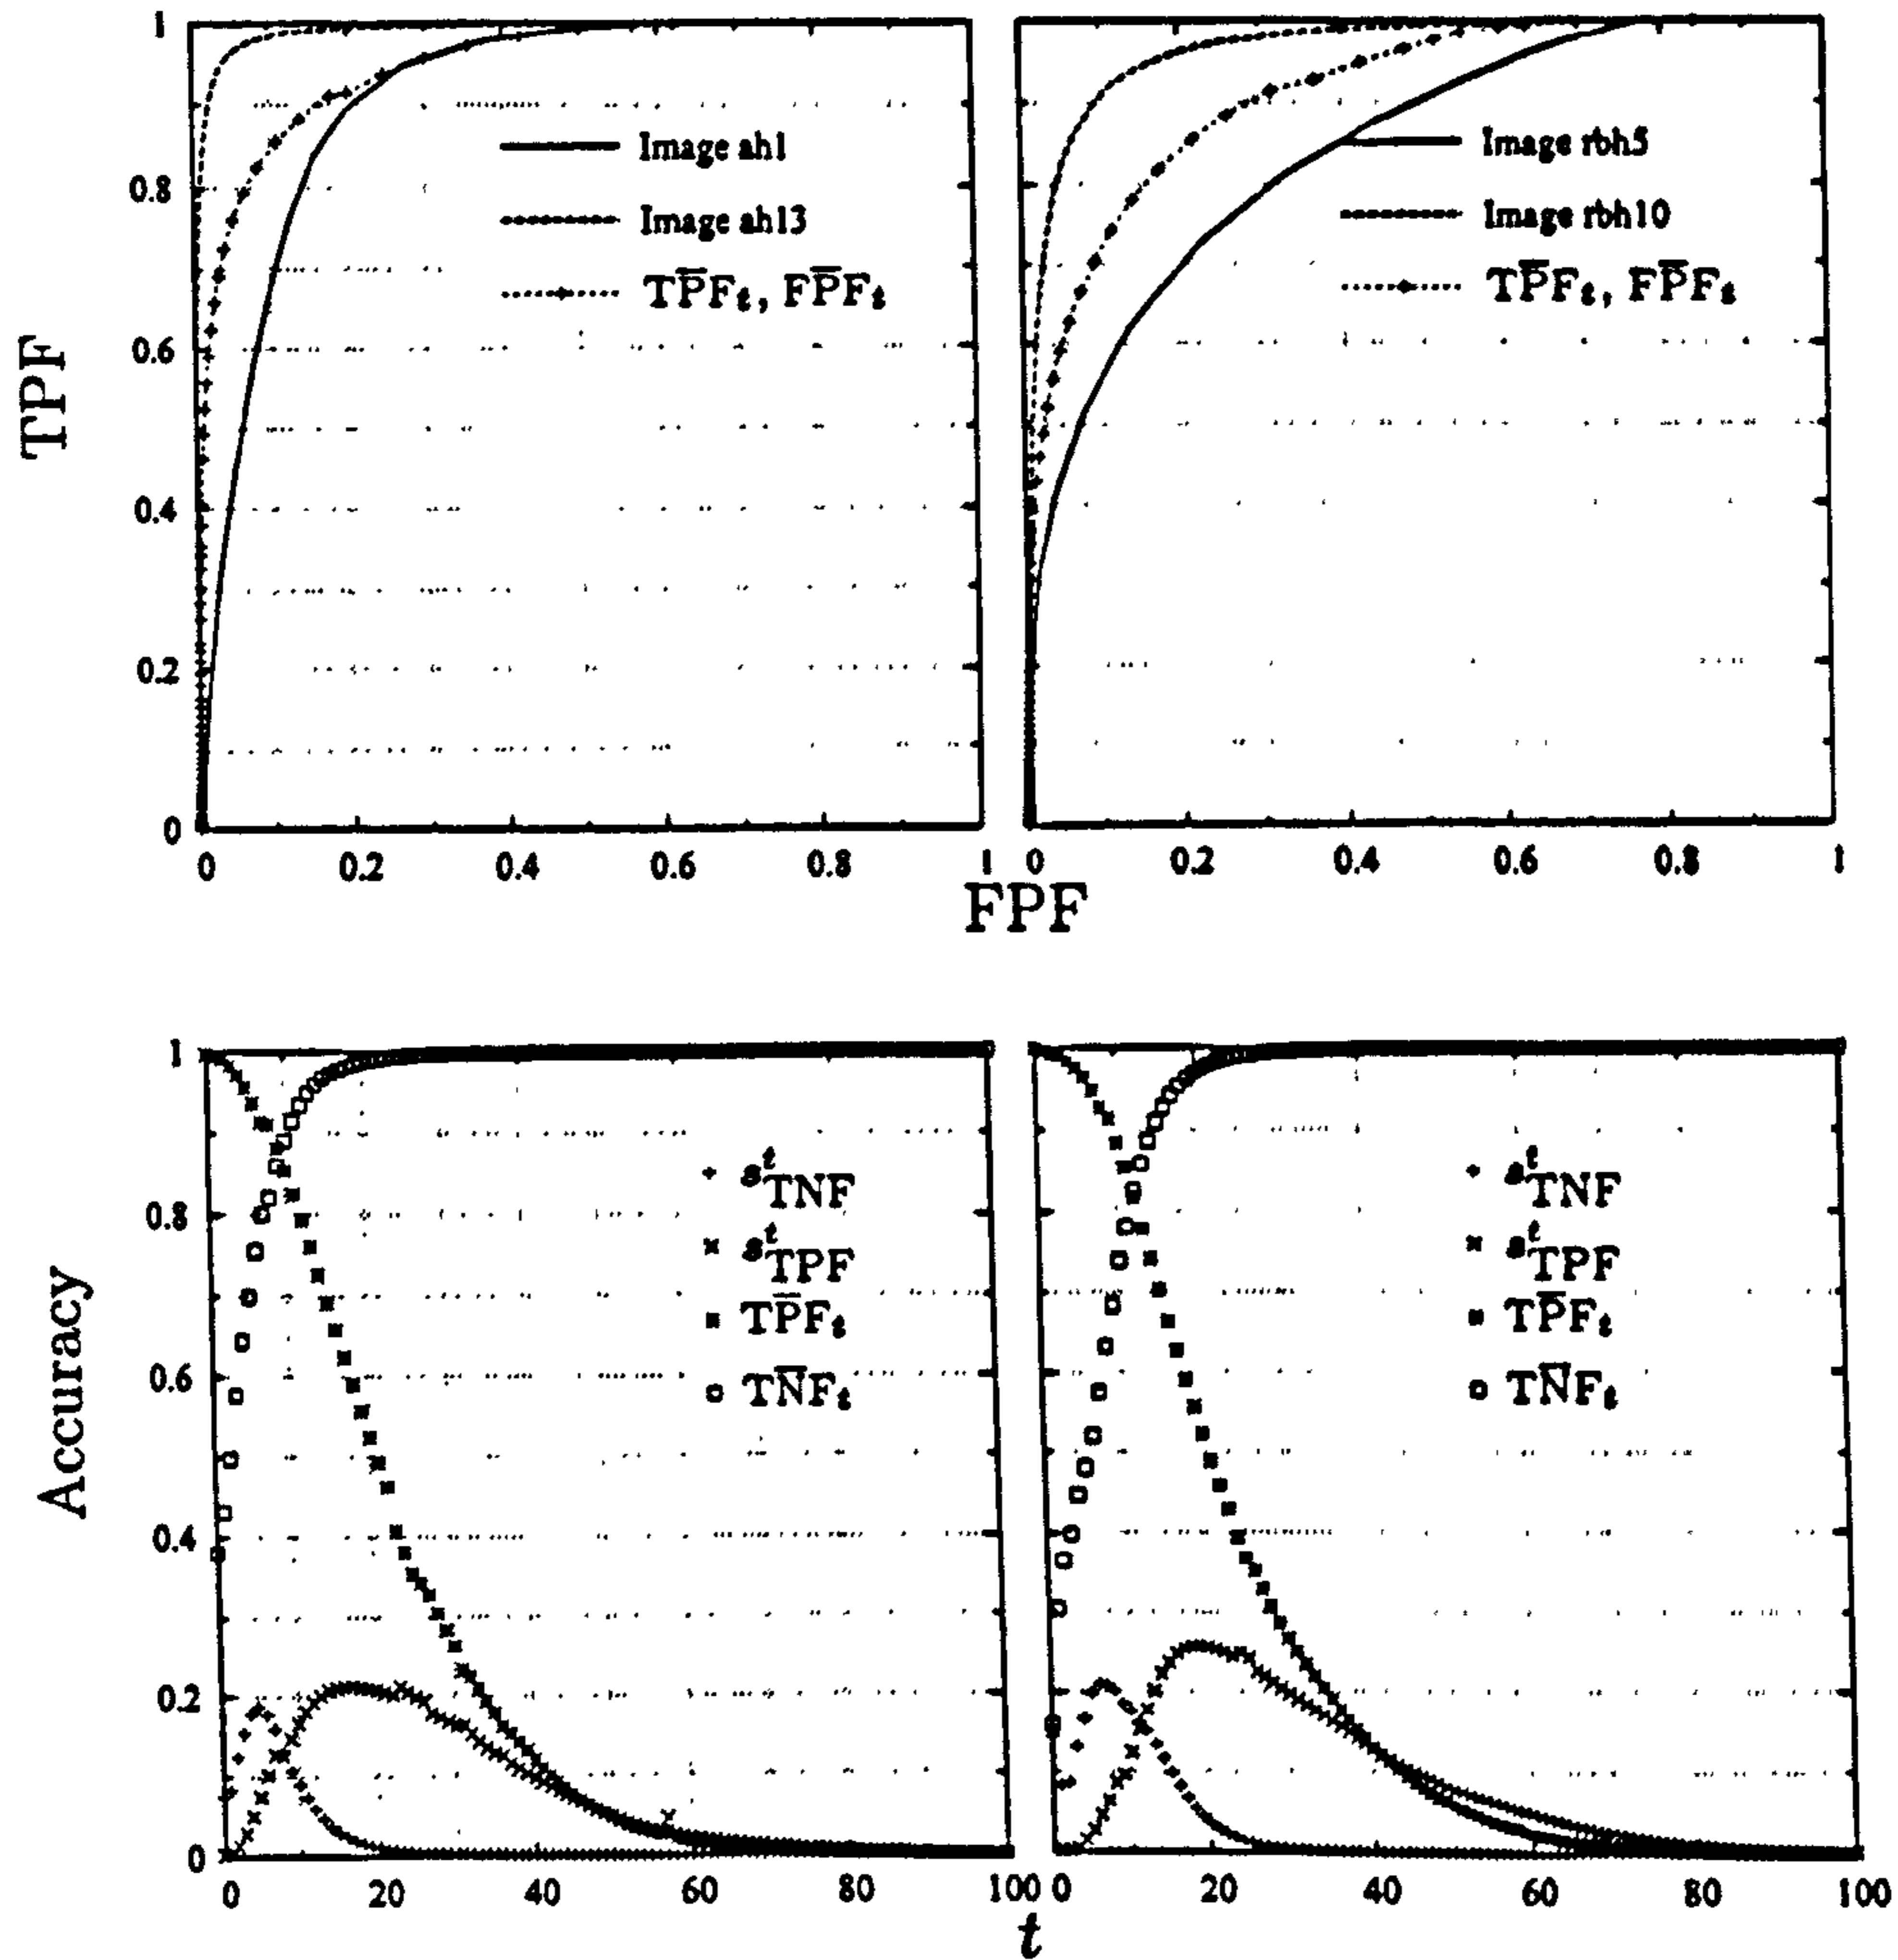 1
0.8
0.6
0.4
0.2
0
TPF
Image ah1
Image ah13
TP̅Fₜ, FP̅Fₜ
0
0.2
0.4
0.6
0.8
1
Image rbh5
Image rbh10
TP̅Fₜ, FP̅Fₜ
0
0.2
0.4
0.6
0.8
1
FPF
1
0.8
0.6
0.4
0.2
0
Accuracy
sᵗTNF
sᵗTPF
TP̅Fₜ
TN̅Fₜ
0
20
40
60
80
100
sᵗTNF
sᵗTPF
TP̅Fₜ
TN̅Fₜ
0
20
40
60
80
100
t